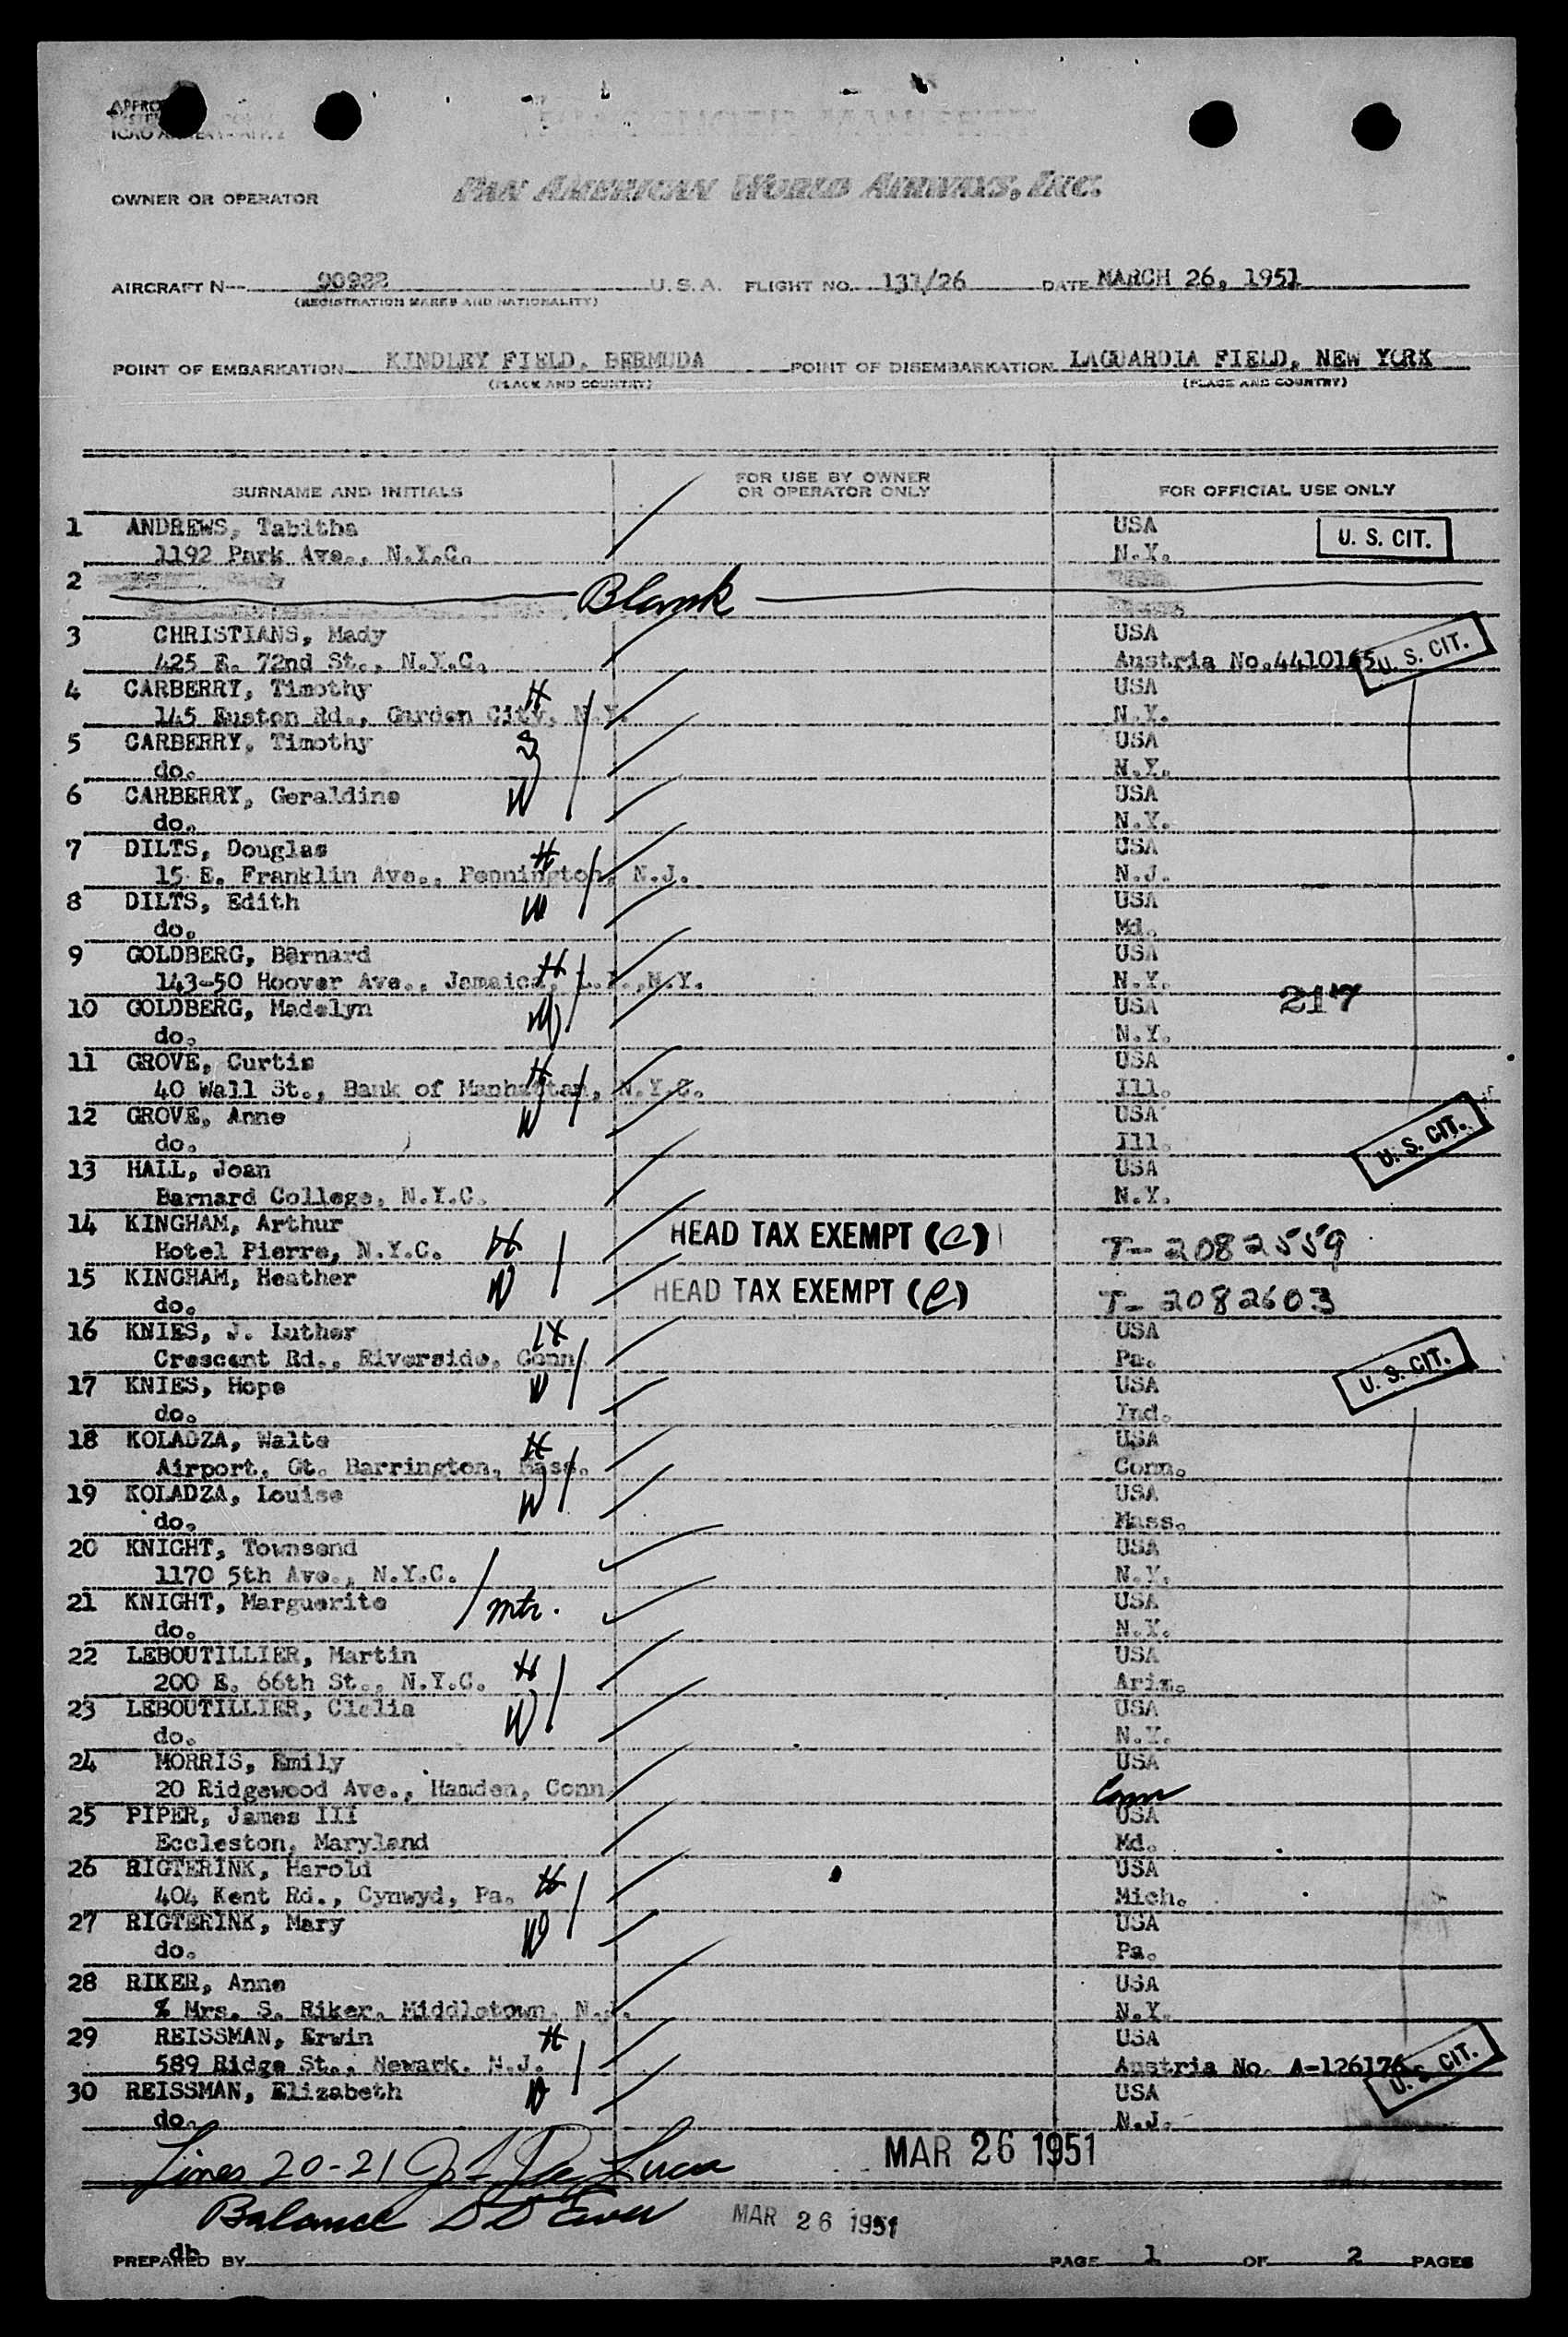 OWNER OR OPERATOR PAN AMERICAN WORLD AIRWAYS, INC.
AIRCRAFT N— U. S. A. FLIGHT NO. 131/26 DATE MARCH 26, 1951
(REGISTRATION MARKS AND NATIONALITY)
POINT OF EMBARKATION KINDLEY FIELD, BERMUDA POINT OF DISEMBARKATION LAGUARDIA FIELD, NEW YORK
(PLACE AND COUNTRY) (PLACE AND COUNTRY)
SURNAME AND INITIALS FOR USE BY OWNER OR OPERATOR ONLY FOR OFFICIAL USE ONLY
1 ANDREWS, Tabitha USA U. S. CIT.
1192 Park Ave., N.Y.C. N.Y.
2 Blank
3 CHRISTIANS, Mady USA
425 E. 72nd St., N.Y.C. Austria No.4410165 U. S. CIT.
4 CARBERRY, Timothy H USA
145 Euston Rd., Garden City, N.Y. N.Y.
5 CARBERRY, Timothy S USA
do. N.Y.
6 CARBERRY, Geraldine W USA
do. N.Y.
7 DILTS, Douglas H USA
15 E. Franklin Ave., Pennington, N.J. N.J.
8 DILTS, Edith W USA
do. Md.
9 GOLDBERG, Bernard H USA
143-50 Hoover Ave., Jamaica, L.I.,N.Y. N.Y.
10 GOLDBERG, Madelyn W USA 217
do. N.Y.
11 GROVE, Curtis H USA
40 Wall St., Bank of Manhattan, N.Y.C. Ill.
12 GROVE, Anne W USA
do. Ill. U. S. CIT.
13 HALL, Joan USA
Barnard College, N.Y.C. N.Y.
14 KINGHAM, Arthur HEAD TAX EXEMPT (e)
Hotel Pierre, N.Y.C. H T-2082559
15 KINGHAM, Heather W HEAD TAX EXEMPT (e)
do. T-2082603
16 KNIES, J. Luther H USA
Crescent Rd., Riverside, Conn. Pa. U. S. CIT.
17 KNIES, Hope W USA
do. Ind.
18 KOLADZA, Walte H USA
Airport, Gt. Barrington, Mass. Conn.
19 KOLADZA, Louise W USA
do. Mass.
20 KNIGHT, Townsend USA
1170 5th Ave., N.Y.C. N.Y.
21 KNIGHT, Marguerite mtr. USA
do. N.Y.
22 LEBOUTILLIER, Martin H USA
200 E. 66th St., N.Y.C. Ariz.
23 LEBOUTILLIER, Clelia W USA
do. N.Y.
24 MORRIS, Emily USA
20 Ridgewood Ave., Hamden, Conn. Conn
25 PIPER, James III USA
Eccleston, Maryland Md.
26 RIGTERINK, Harold H USA
404 Kent Rd., Cynwyd, Pa. Mich.
27 RIGTERINK, Mary W USA
do. Pa.
28 RIKER, Anne USA
% Mrs. S. Riker, Middletown, N.J. N.Y.
29 REISSMAN, Erwin H USA
589 Ridge St., Newark, N.J. Austria No. A-126176 U. S. CIT.
30 REISSMAN, Elizabeth W USA
do. N.J.
MAR 26 1951
Lines 20-21 De Luca
Balance MAR 26 1951
PREPARED BY db PAGE 1 OF 2 PAGES